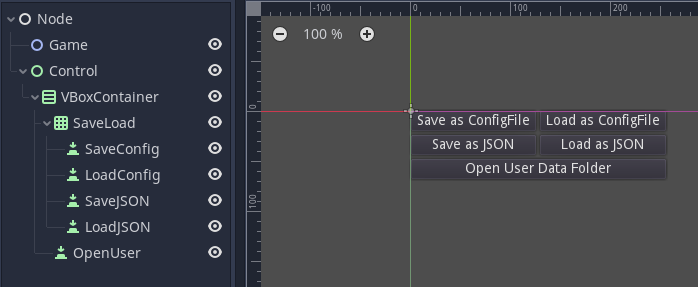 Node
Game
Control
VBoxContainer
SaveLoad
SaveConfig
LoadConfig
SaveJSON
LoadJSON
OpenUser
-100 0 100 200
100 %
0
100
Save as ConfigFile Load as ConfigFile
Save as JSON Load as JSON
Open User Data Folder